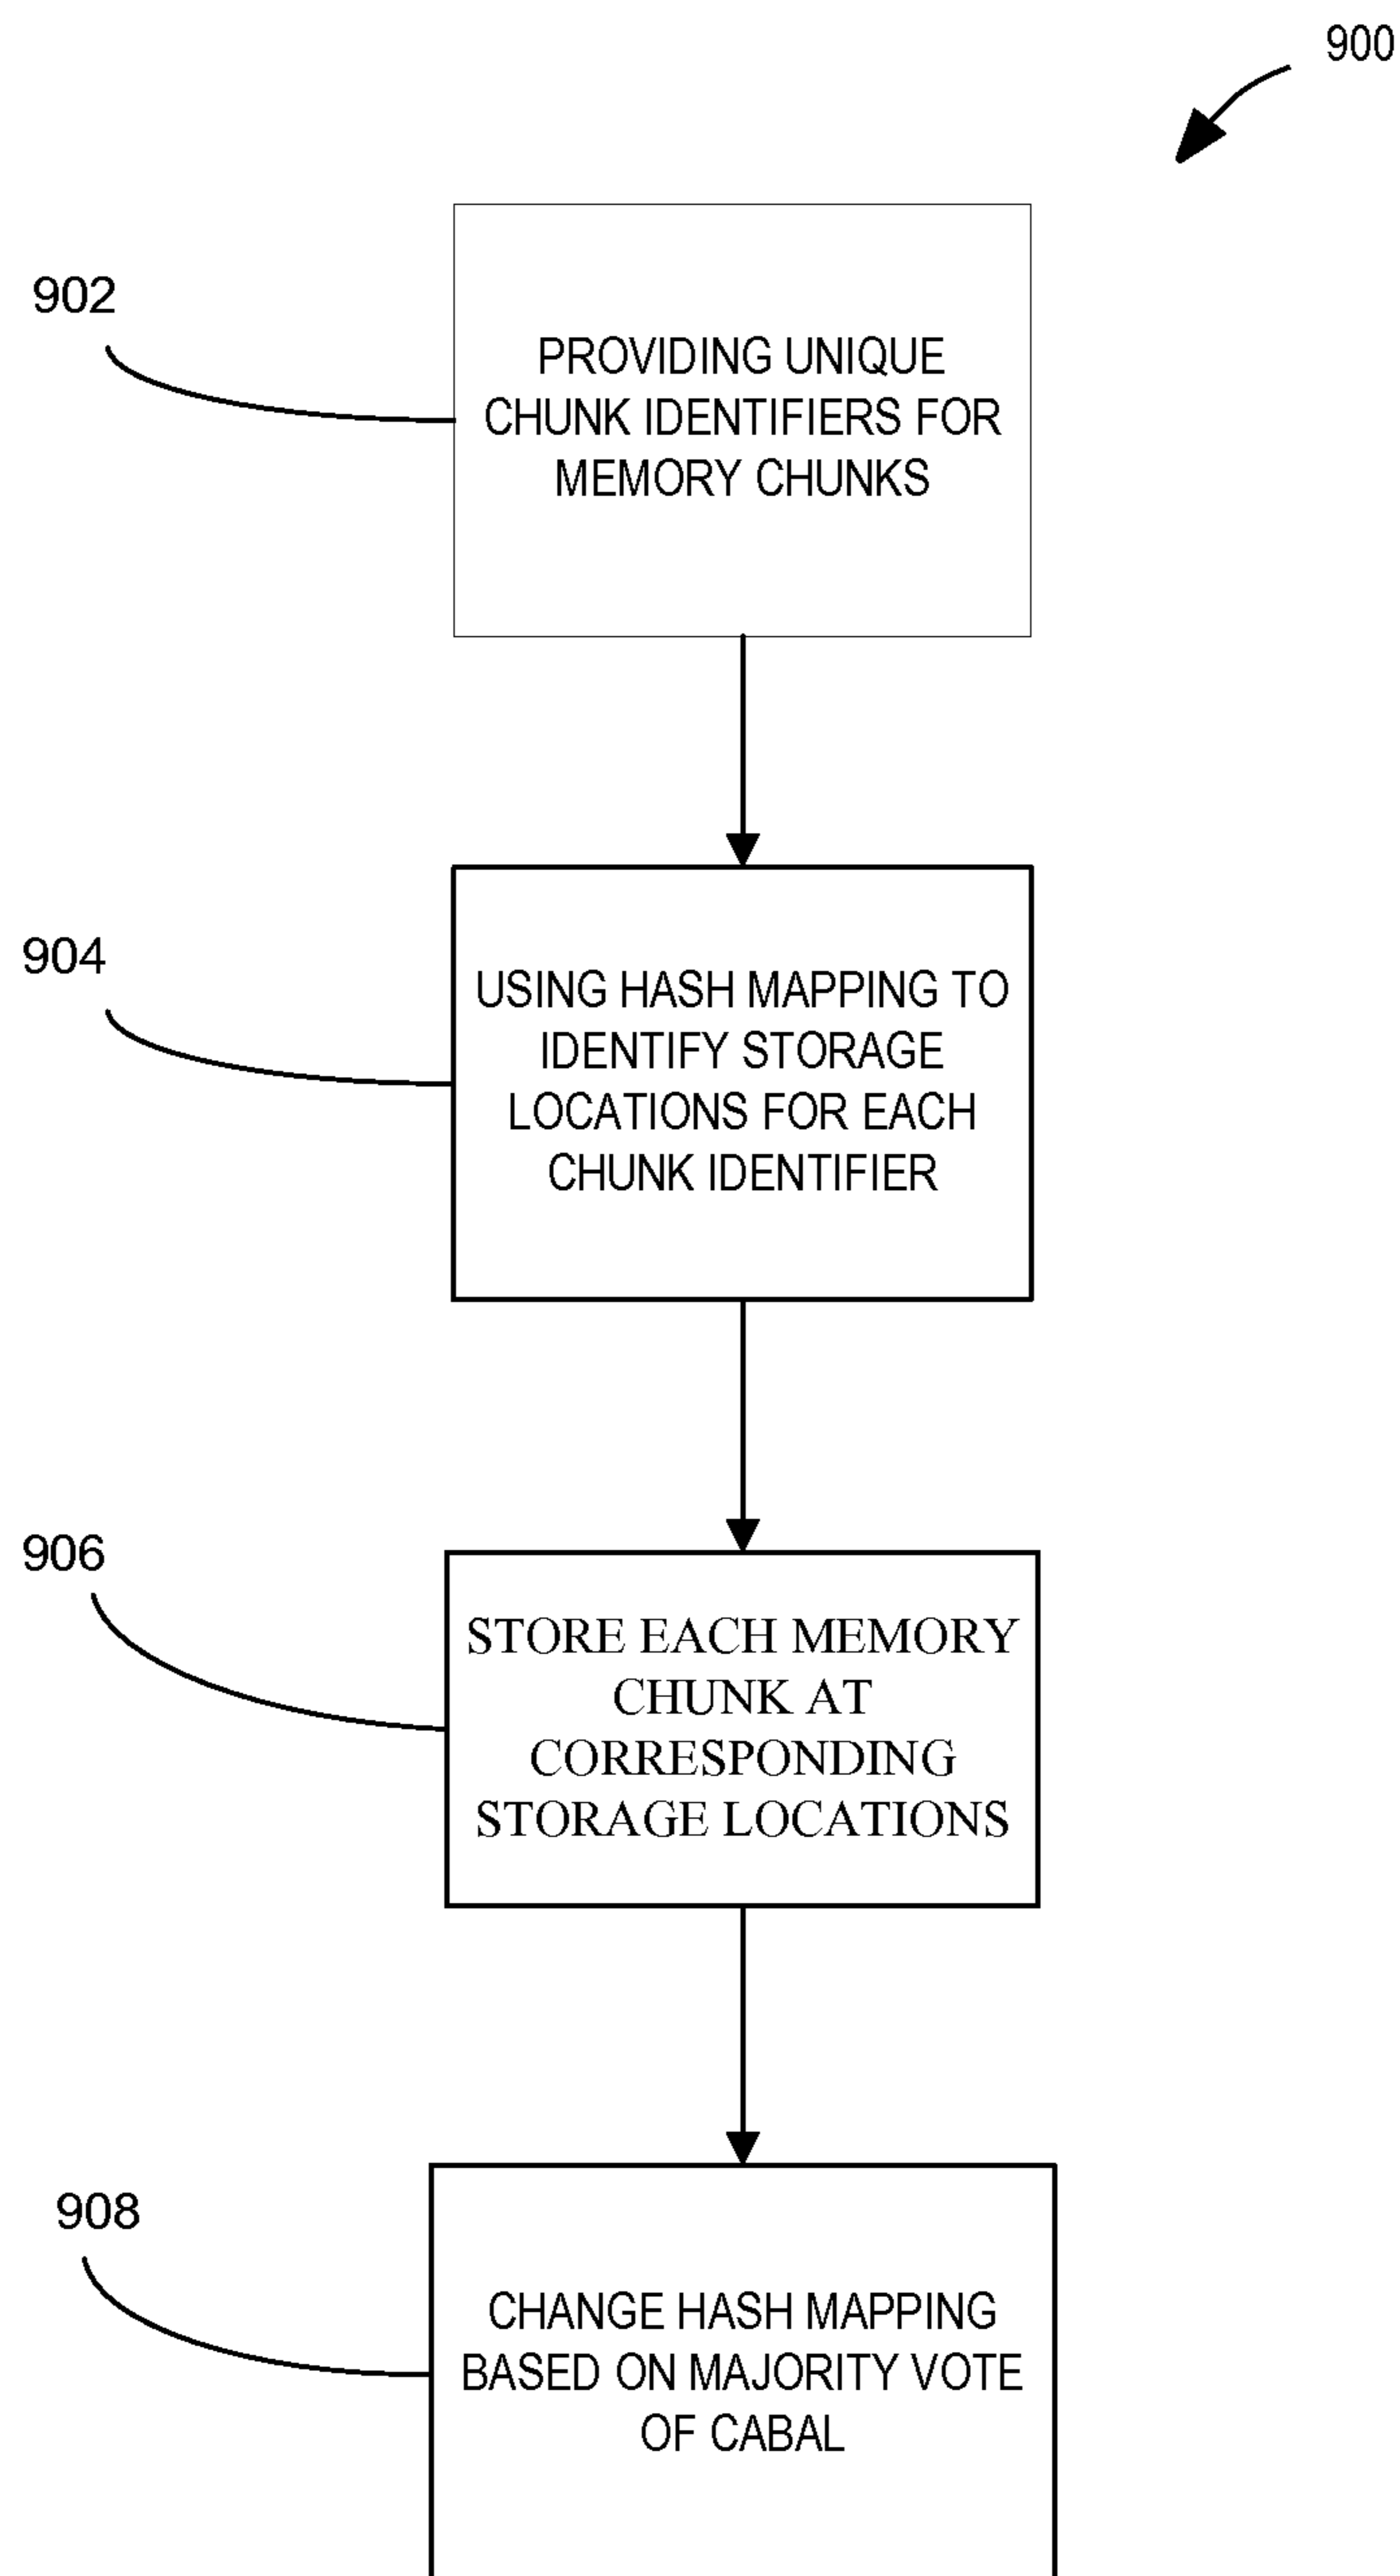 900
902
PROVIDING UNIQUE
CHUNK IDENTIFIERS FOR
MEMORY CHUNKS
904
USING HASH MAPPING TO
IDENTIFY STORAGE
LOCATIONS FOR EACH
CHUNK IDENTIFIER
906
STORE EACH MEMORY
CHUNK AT
CORRESPONDING
STORAGE LOCATIONS
908
CHANGE HASH MAPPING
BASED ON MAJORITY VOTE
OF CABAL